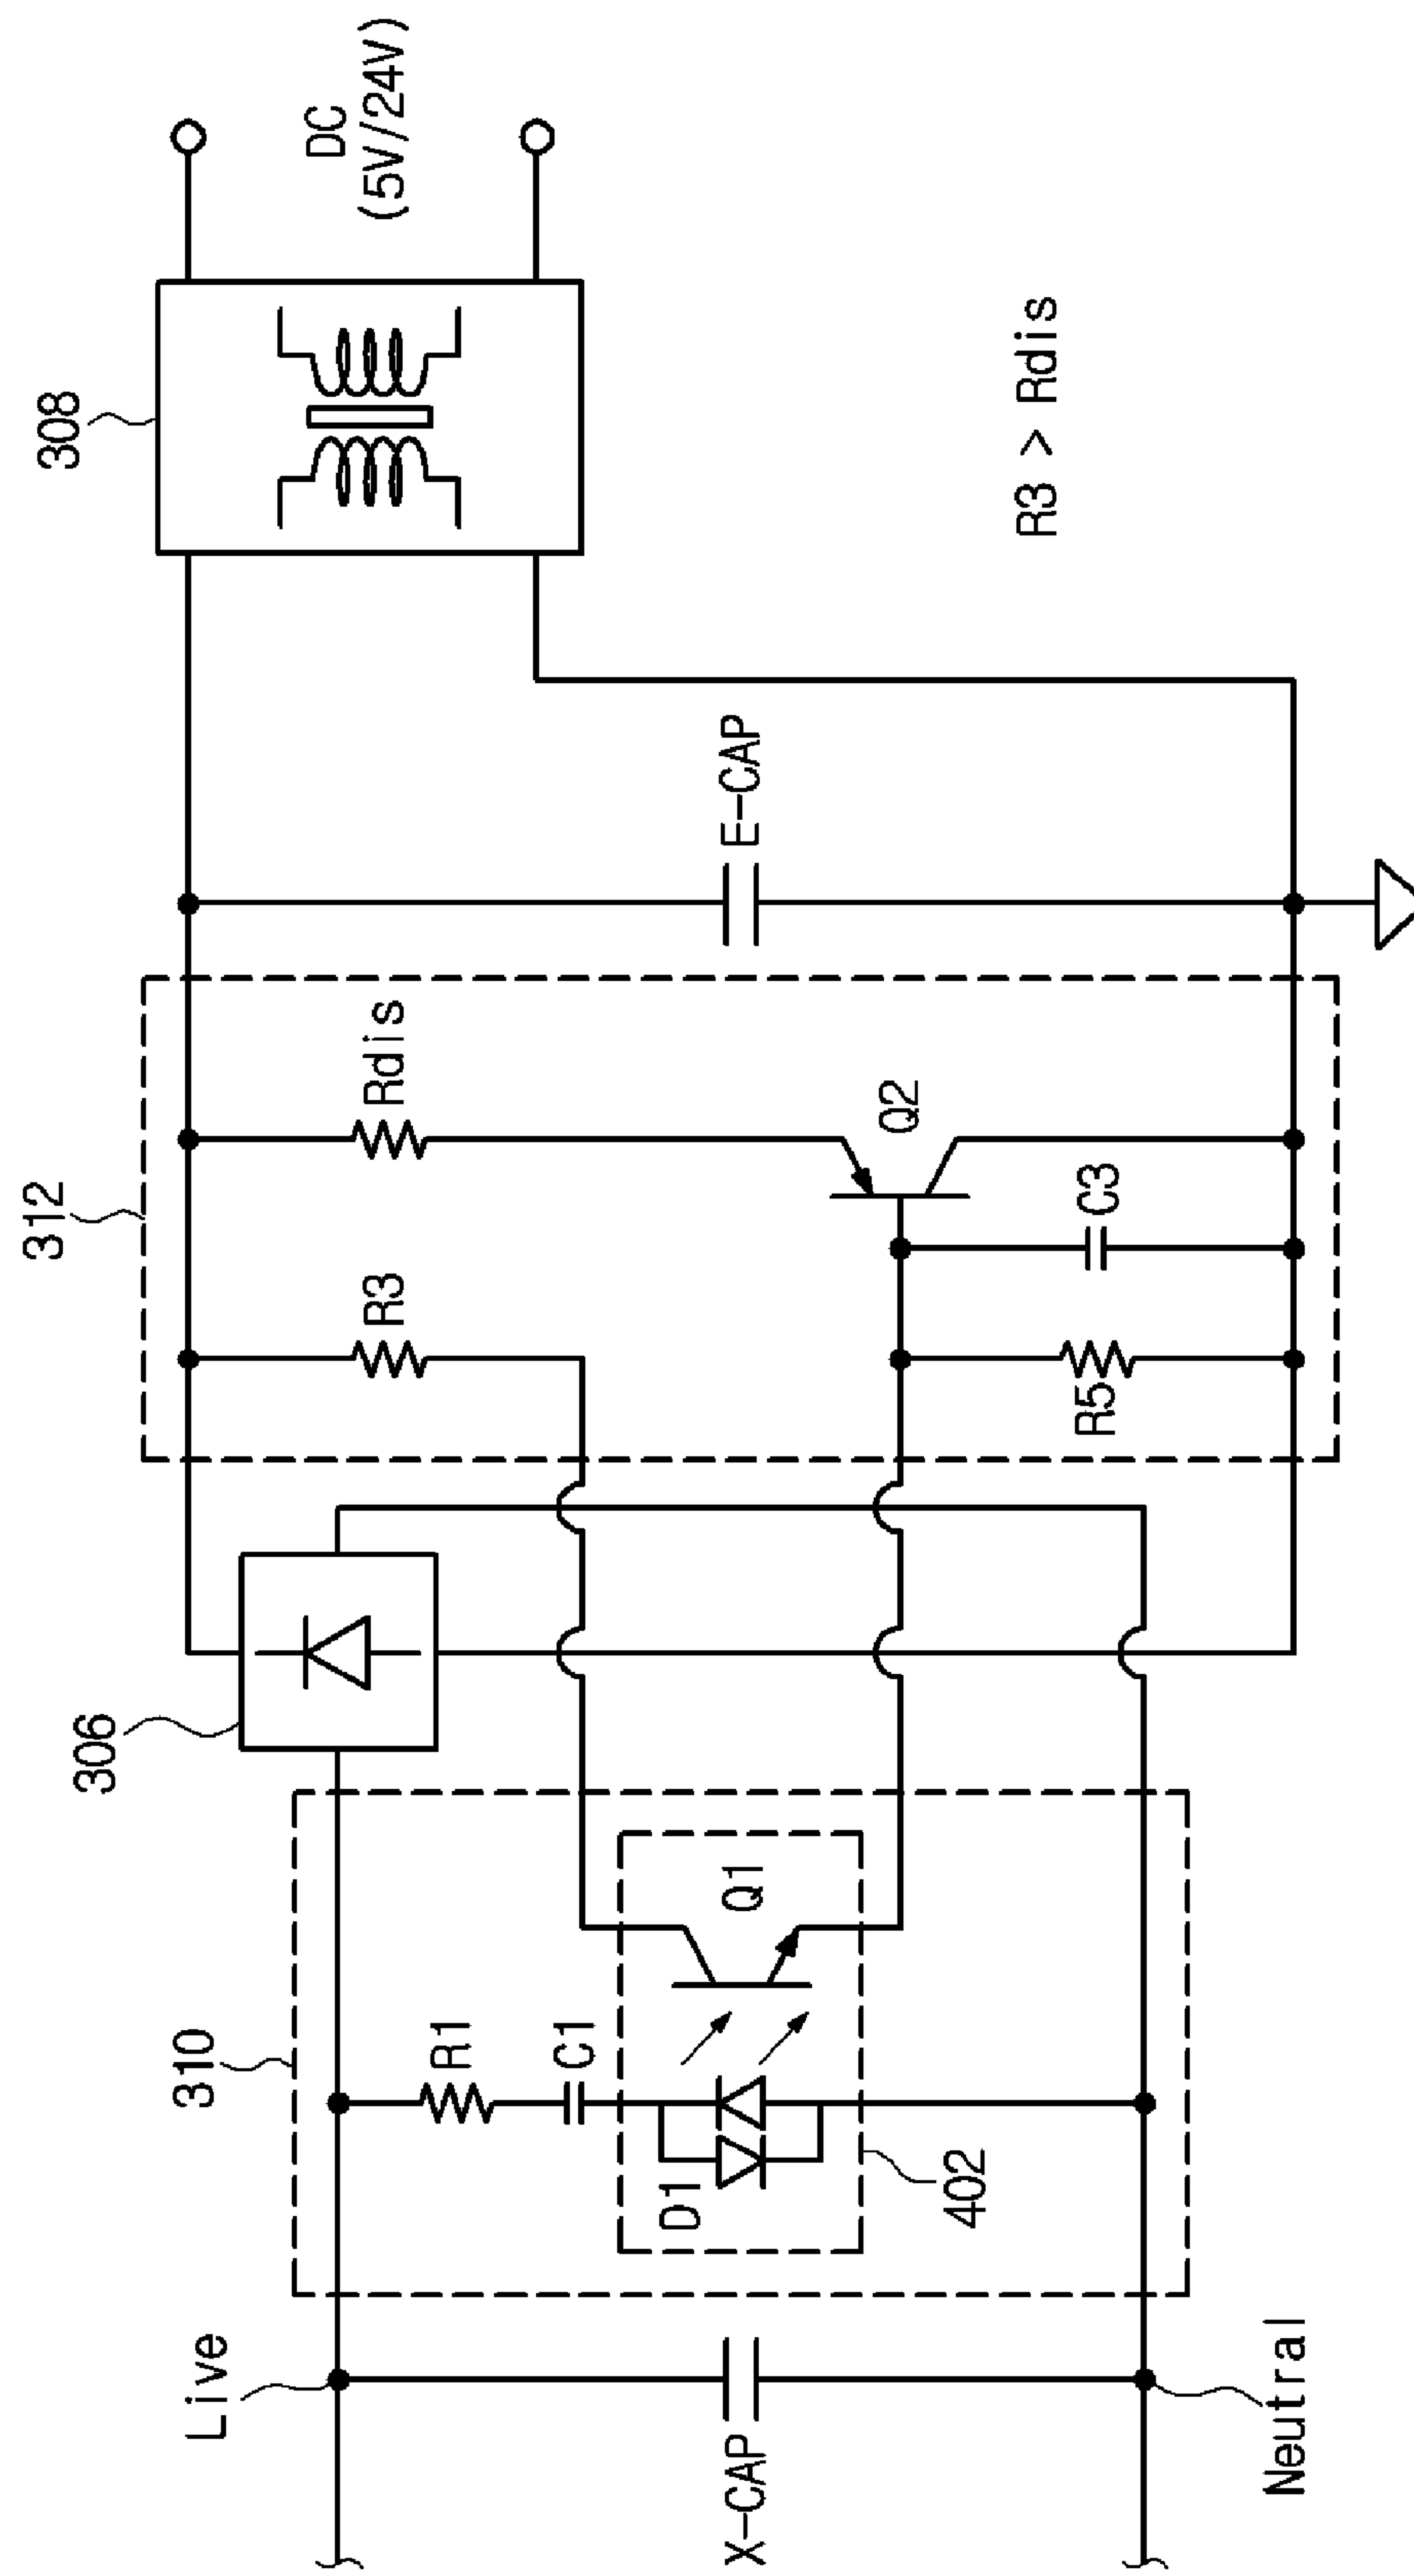 308
DC
(5V/24V)
312
R3
Rdis
E-CAP
R3 > Rdis
Q2
C3
R5
306
310
R1
C1
Q1
D1
402
Live
X-CAP
Neutral